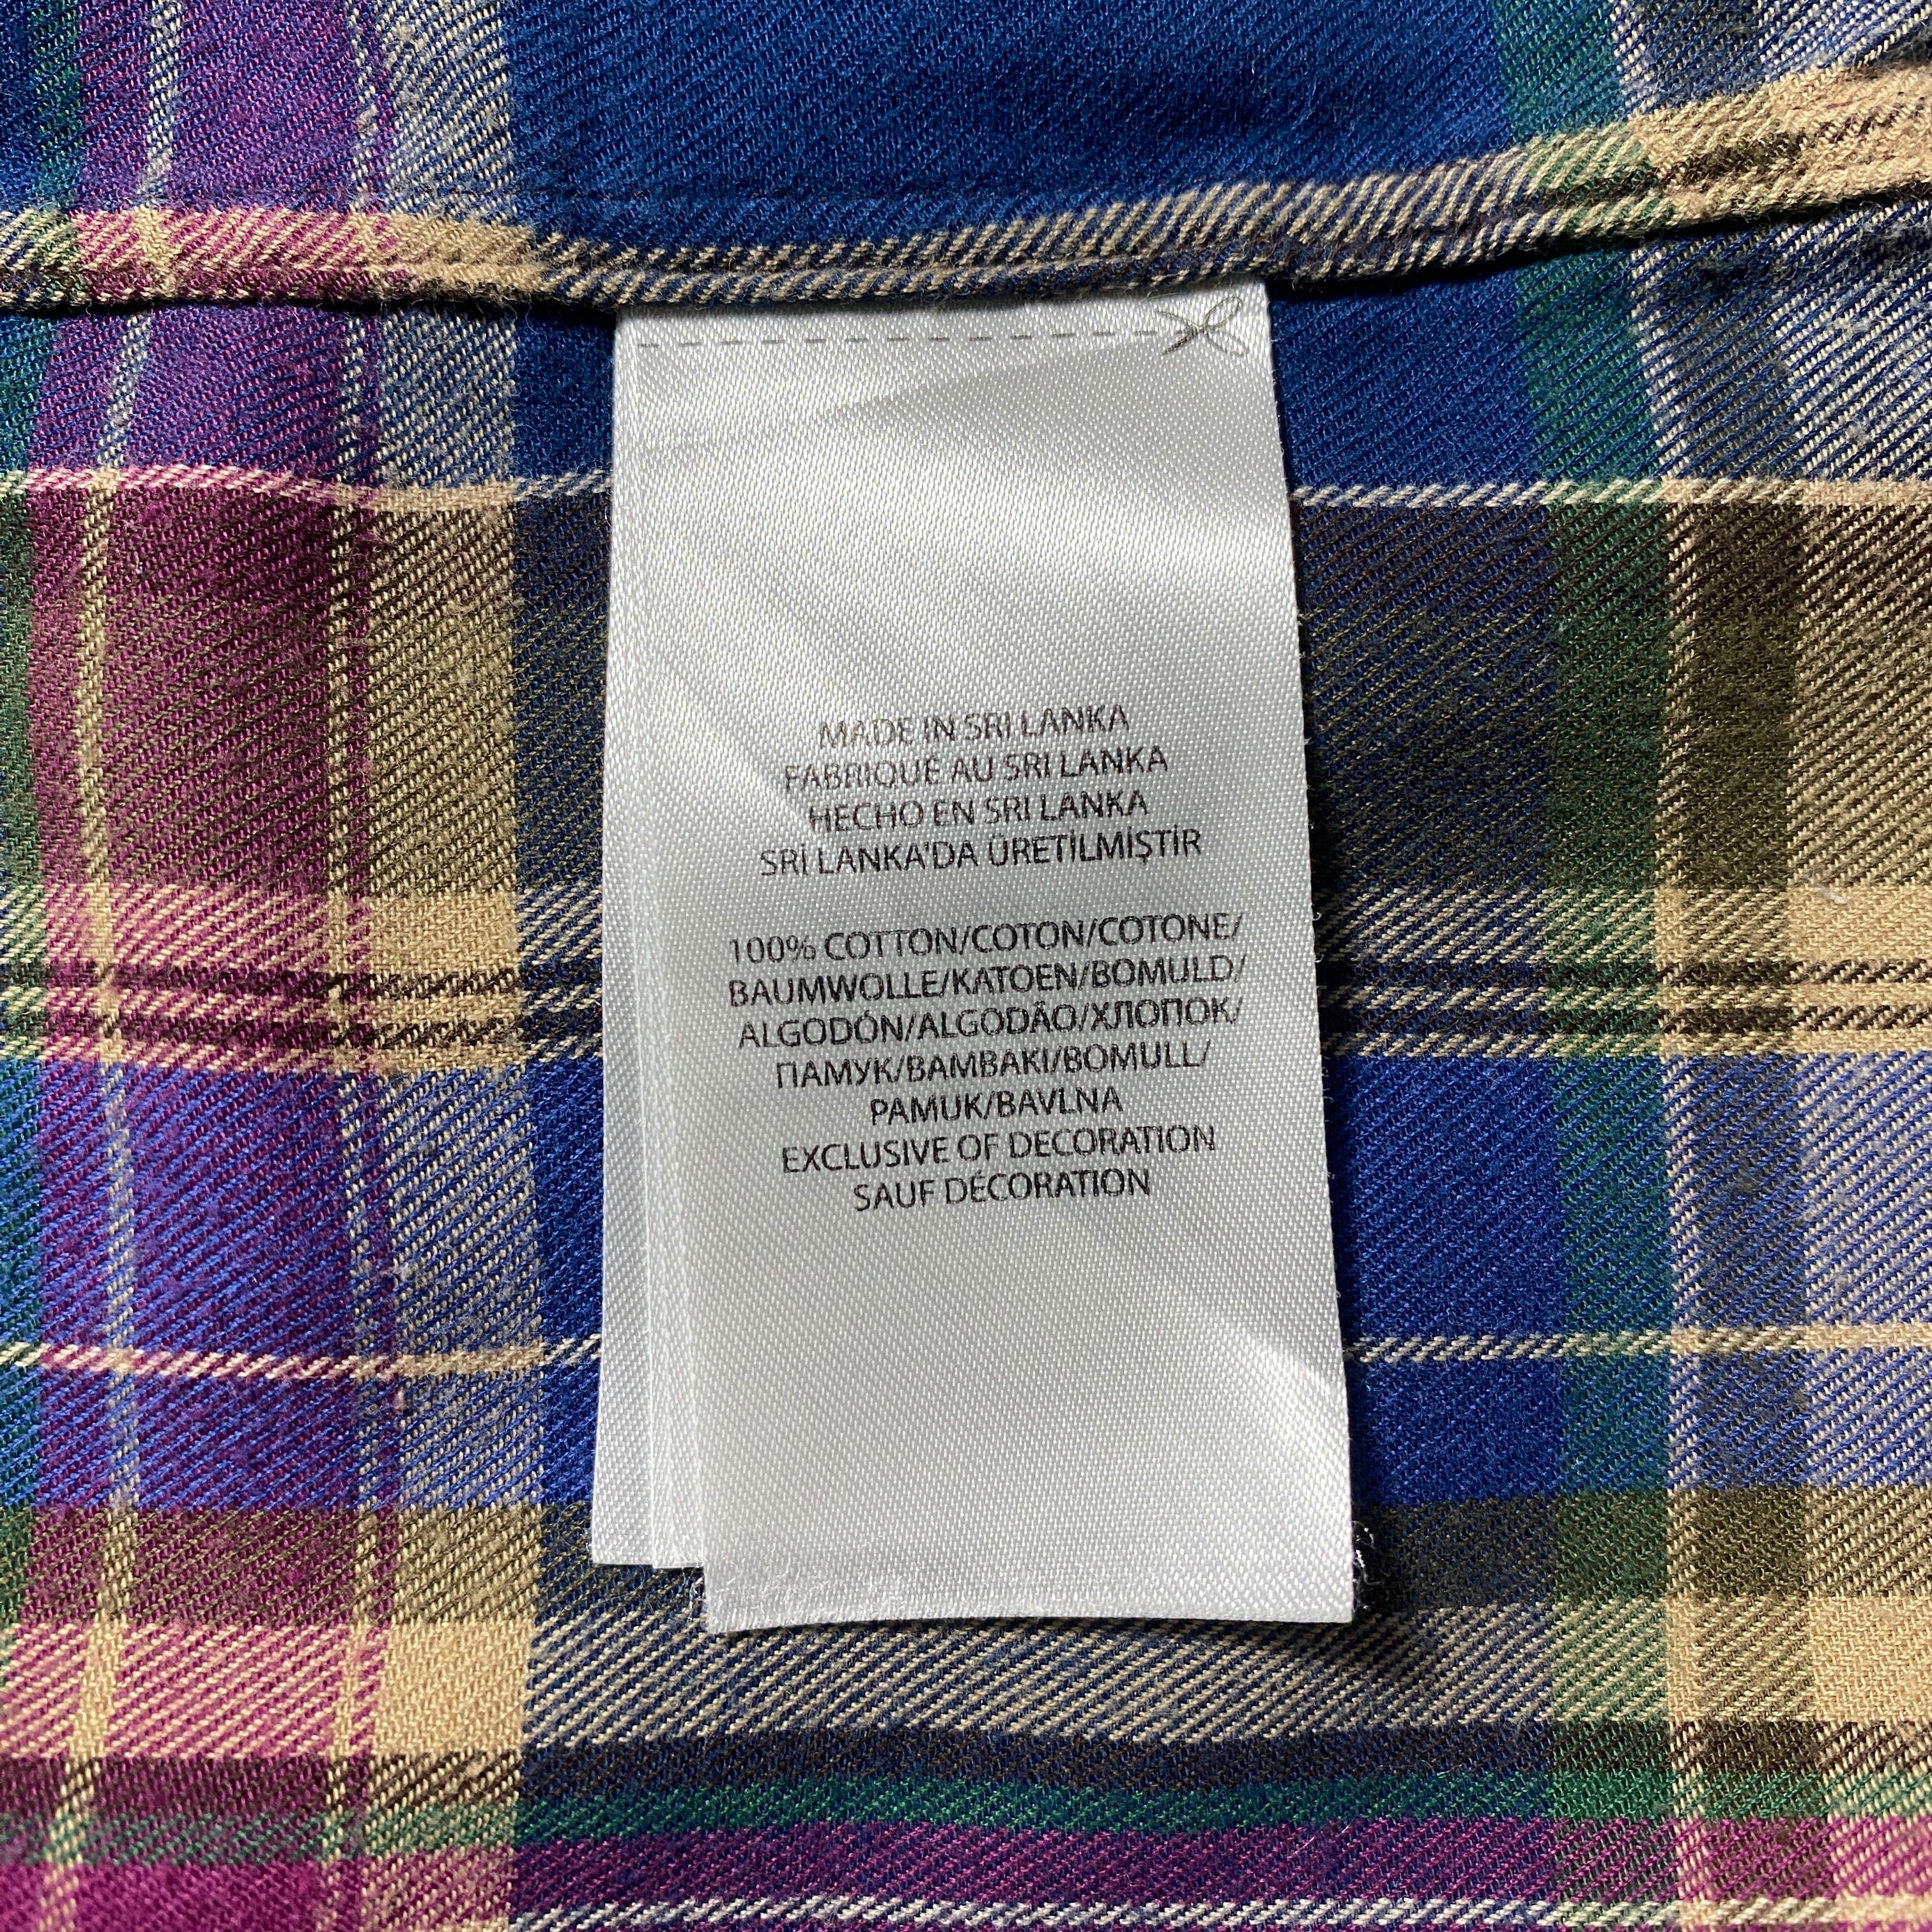 MADE IN SRI LANKA
FABRIQUÉ AU SRI LANKA
HECHO EN SRI LANKA
SRİ LANKA'DA ÜRETİLMİŞTİR
100% COTTON/COTON/COTONE/
BAUMWOLLE/KATOEN/BOMULD/
ALGODÓN/ALGODÃO/ХЛОПОК/
ПАМУК/ΒΑΜΒΑΚΙ/BOMULL/
PAMUK/BAVLNA
EXCLUSIVE OF DECORATION
SAUF DÉCORATION